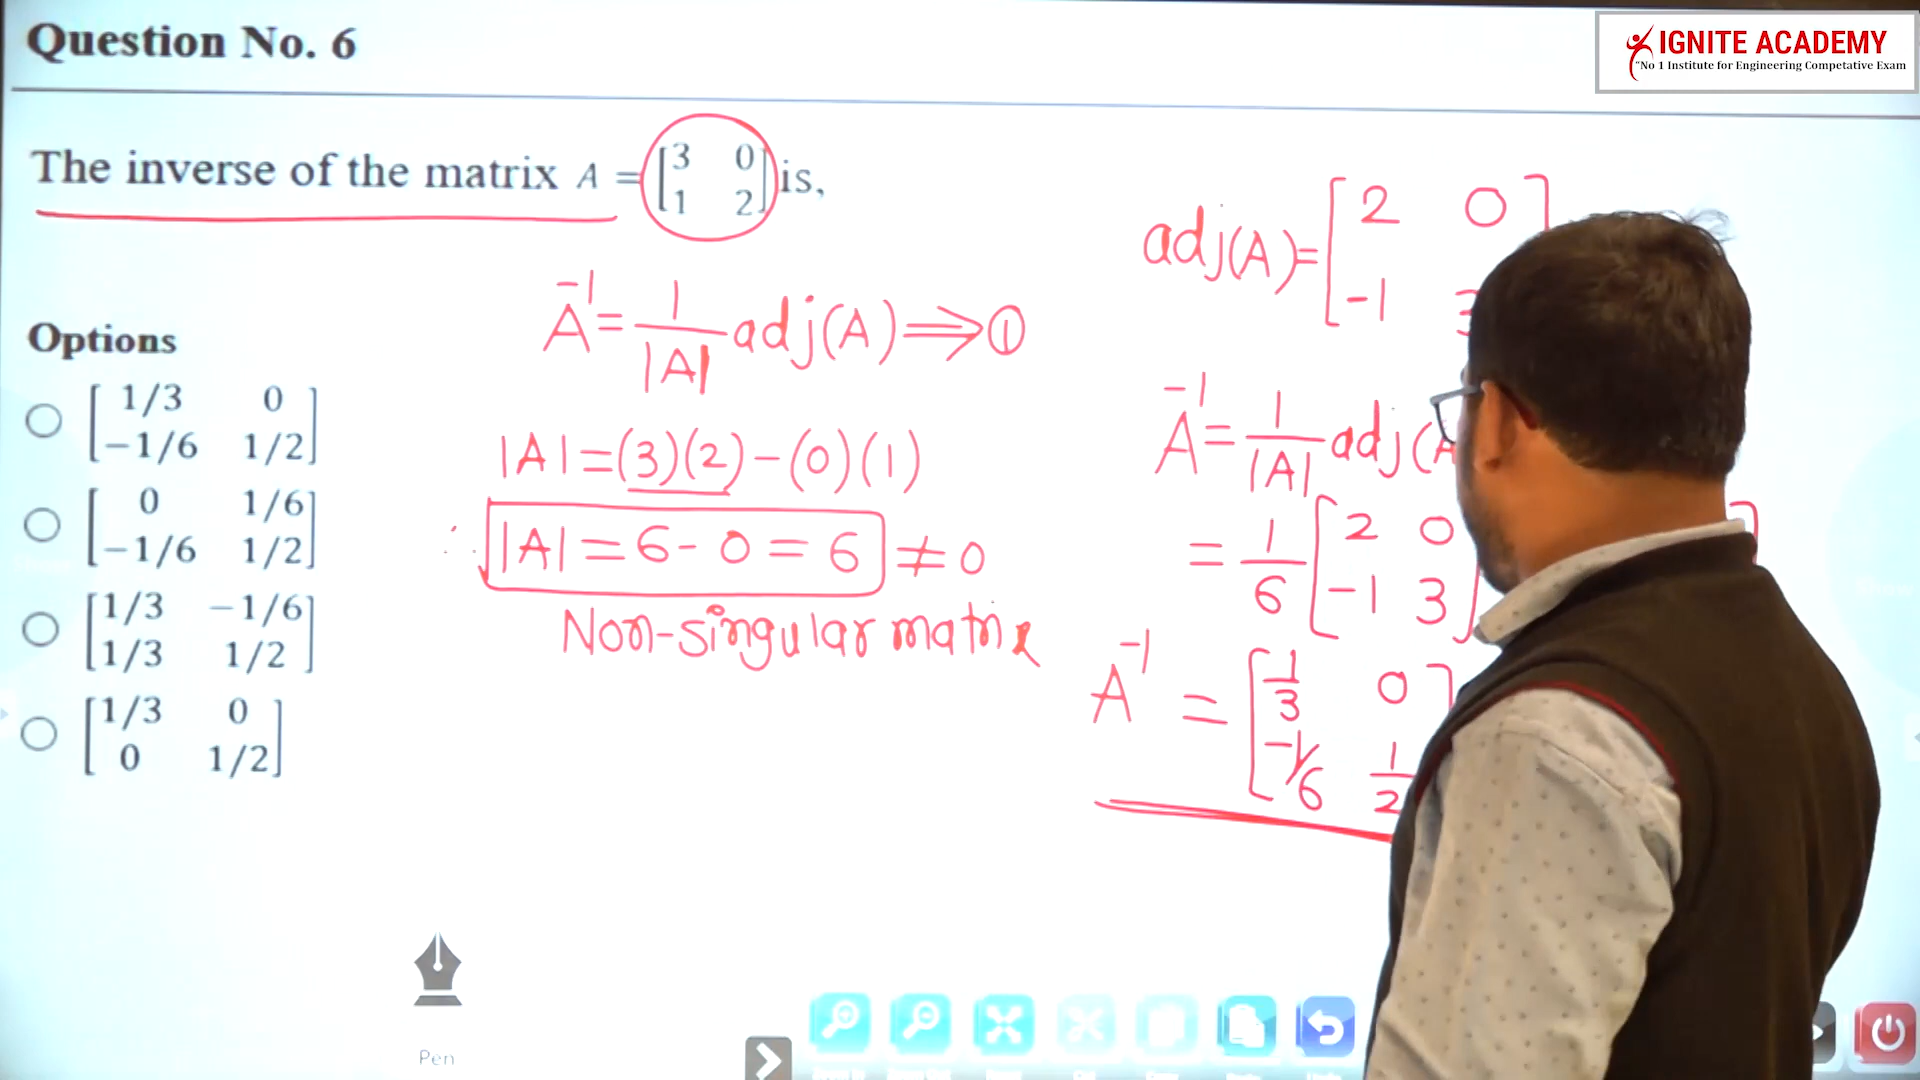 Question No. 6
IGNITE ACADEMY
"No 1 Institute for Engineering Competative Exam
The inverse of the matrix A = [3 0
1 2] is,
Options
[1/3 0
-1/6 1/2]
[0 1/6
-1/6 1/2]
[1/3 -1/6
1/3 1/2]
[1/3 0
0 1/2]
A⁻¹ = 1/|A| adj(A) ⇒ ①
|A| = (3)(2) - (0)(1)
∴ |A| = 6 - 0 = 6 ≠ 0
Non-singular matrix
adj(A) = [2 0]
-1
A⁻¹ = 1/|A| adj(A
= 1/6 [2 0
-1 3]
A⁻¹ = [1/3 0]
-1/6 1/2
Pen